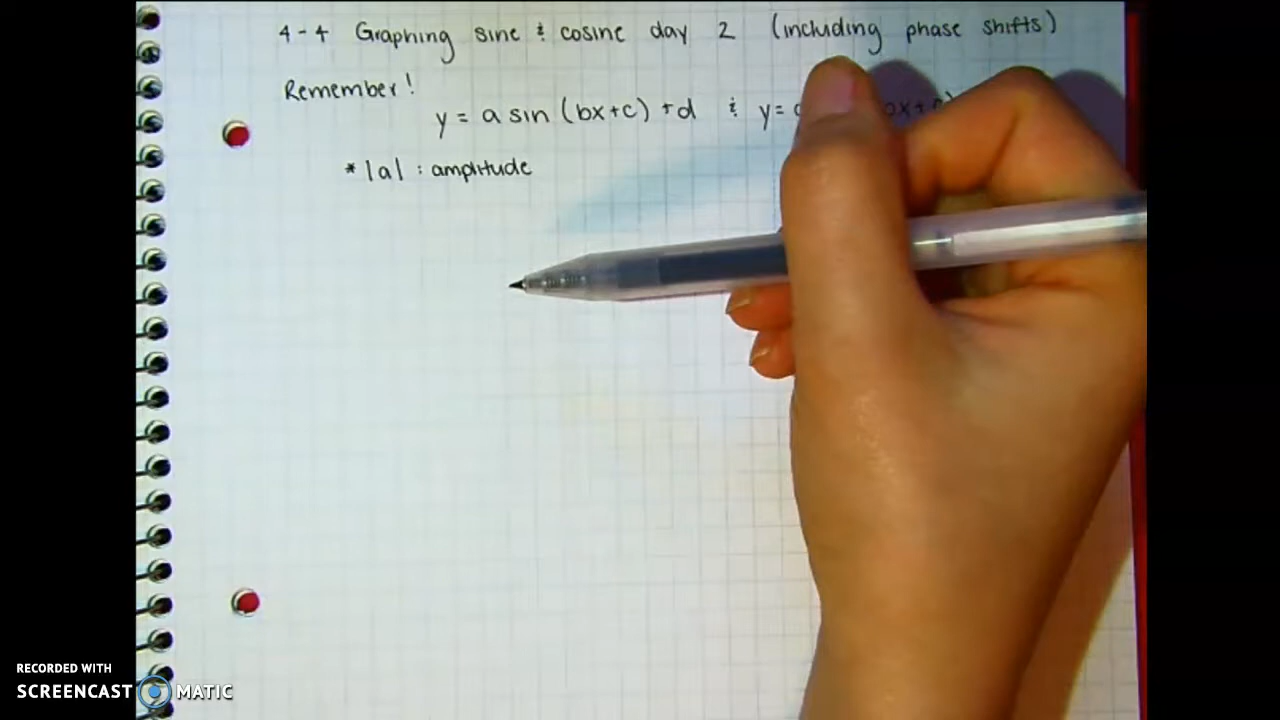 4-4 Graphing sine & cosine day 2 (including phase shifts)
Remember!
y = a sin (bx+c) + d & y =
* |a| : amplitude
RECORDED WITH
SCREENCAST MATIC